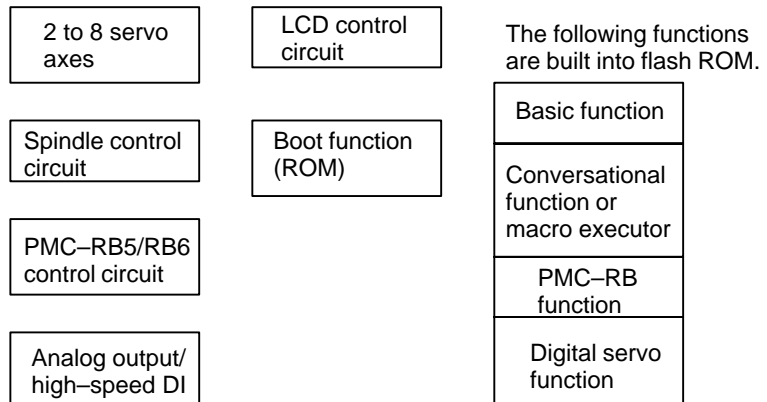 2 to 8 servo
axes
Spindle control
circuit
PMC–RB5/RB6
control circuit
Analog output/
high–speed DI
LCD control
circuit
Boot function
(ROM)
The following functions
are built into flash ROM.
Basic function
Conversational
function or
macro executor
PMC–RB
function
Digital servo
function